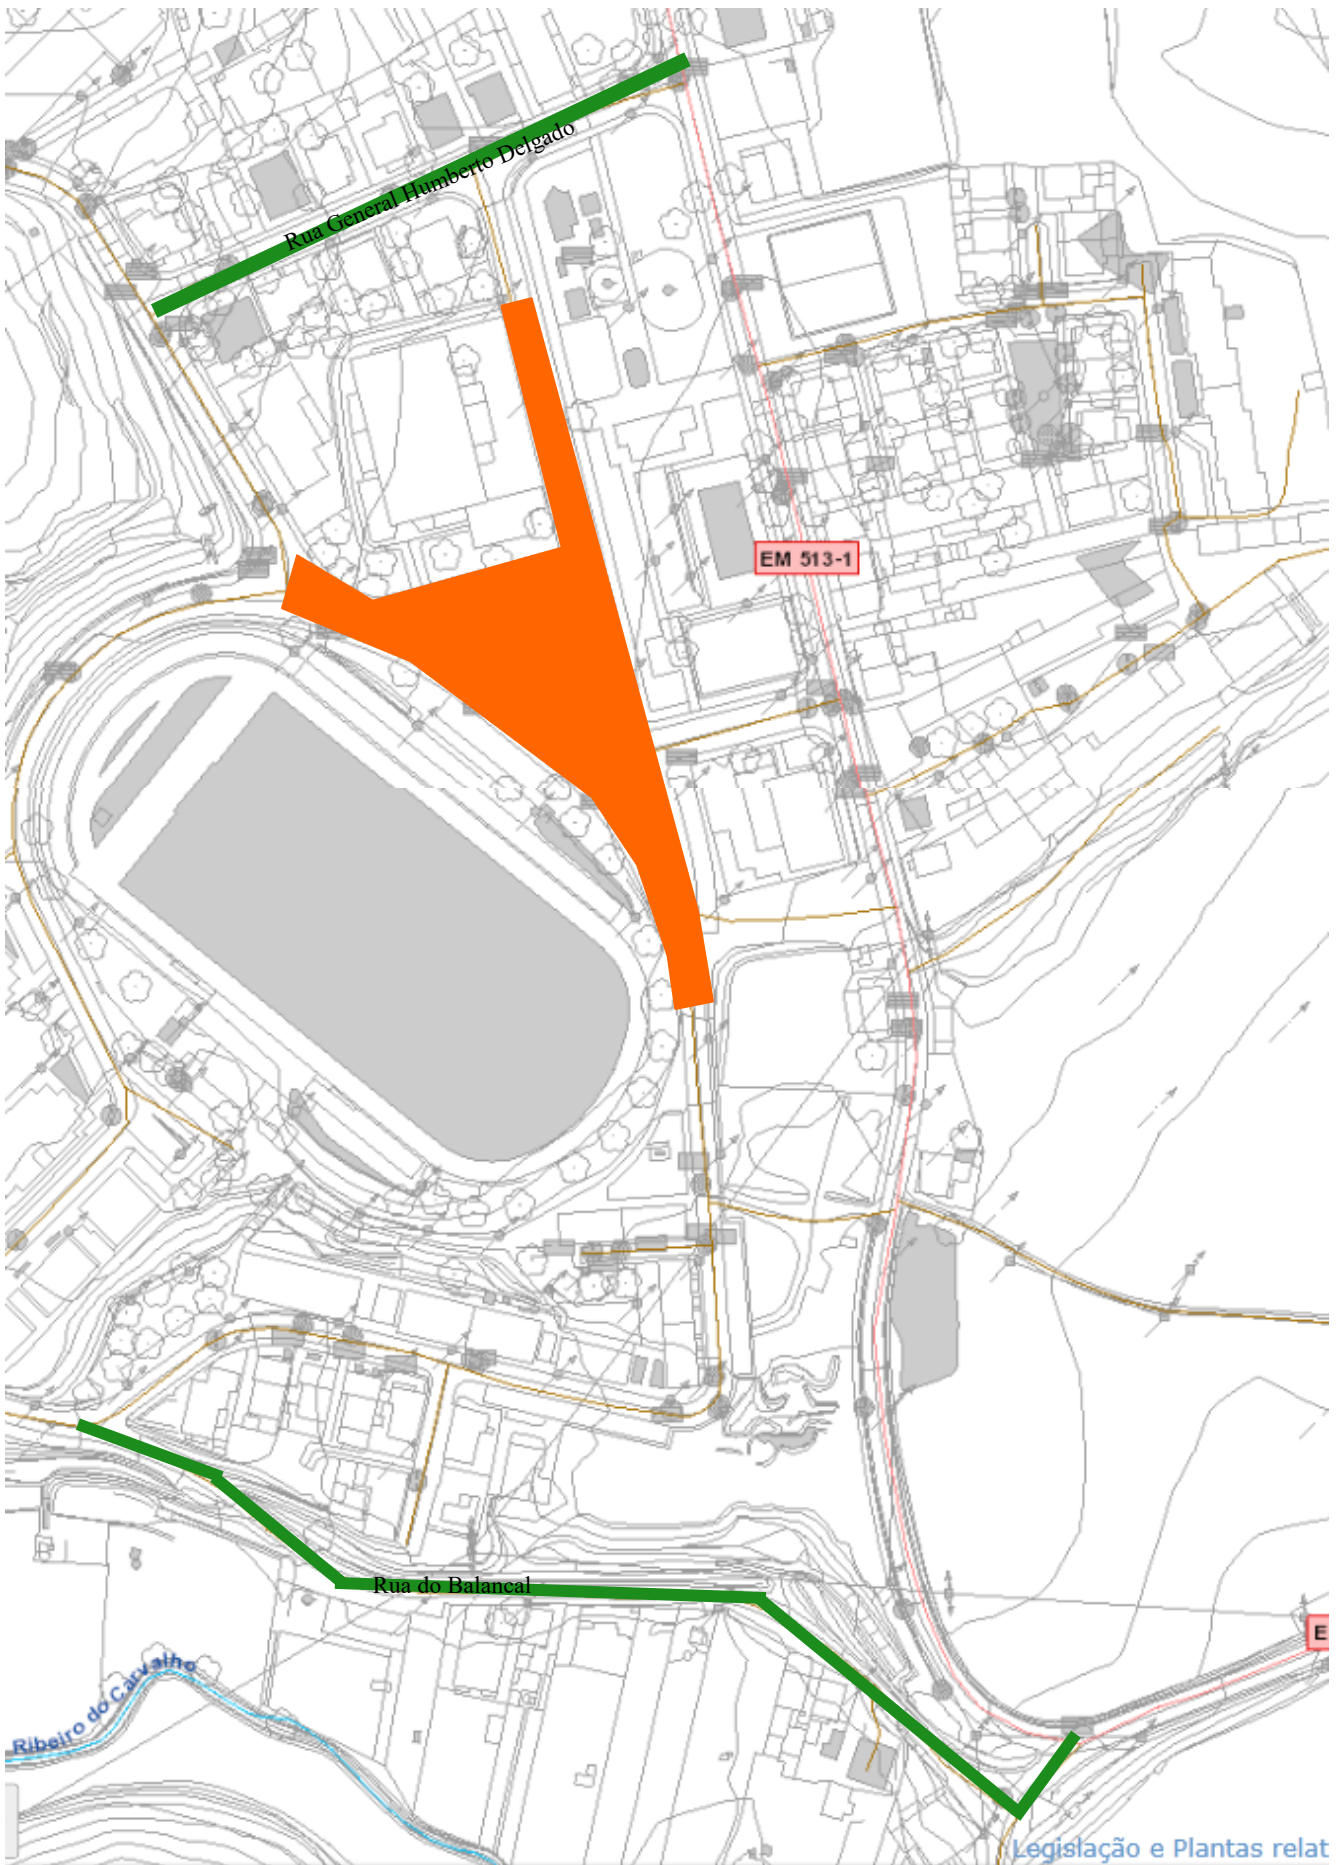 Rua General Humberto Delgado
EM 513-1
Rua do Balancal
E
Ribeiro do Carvalho
Legislação e Plantas relat